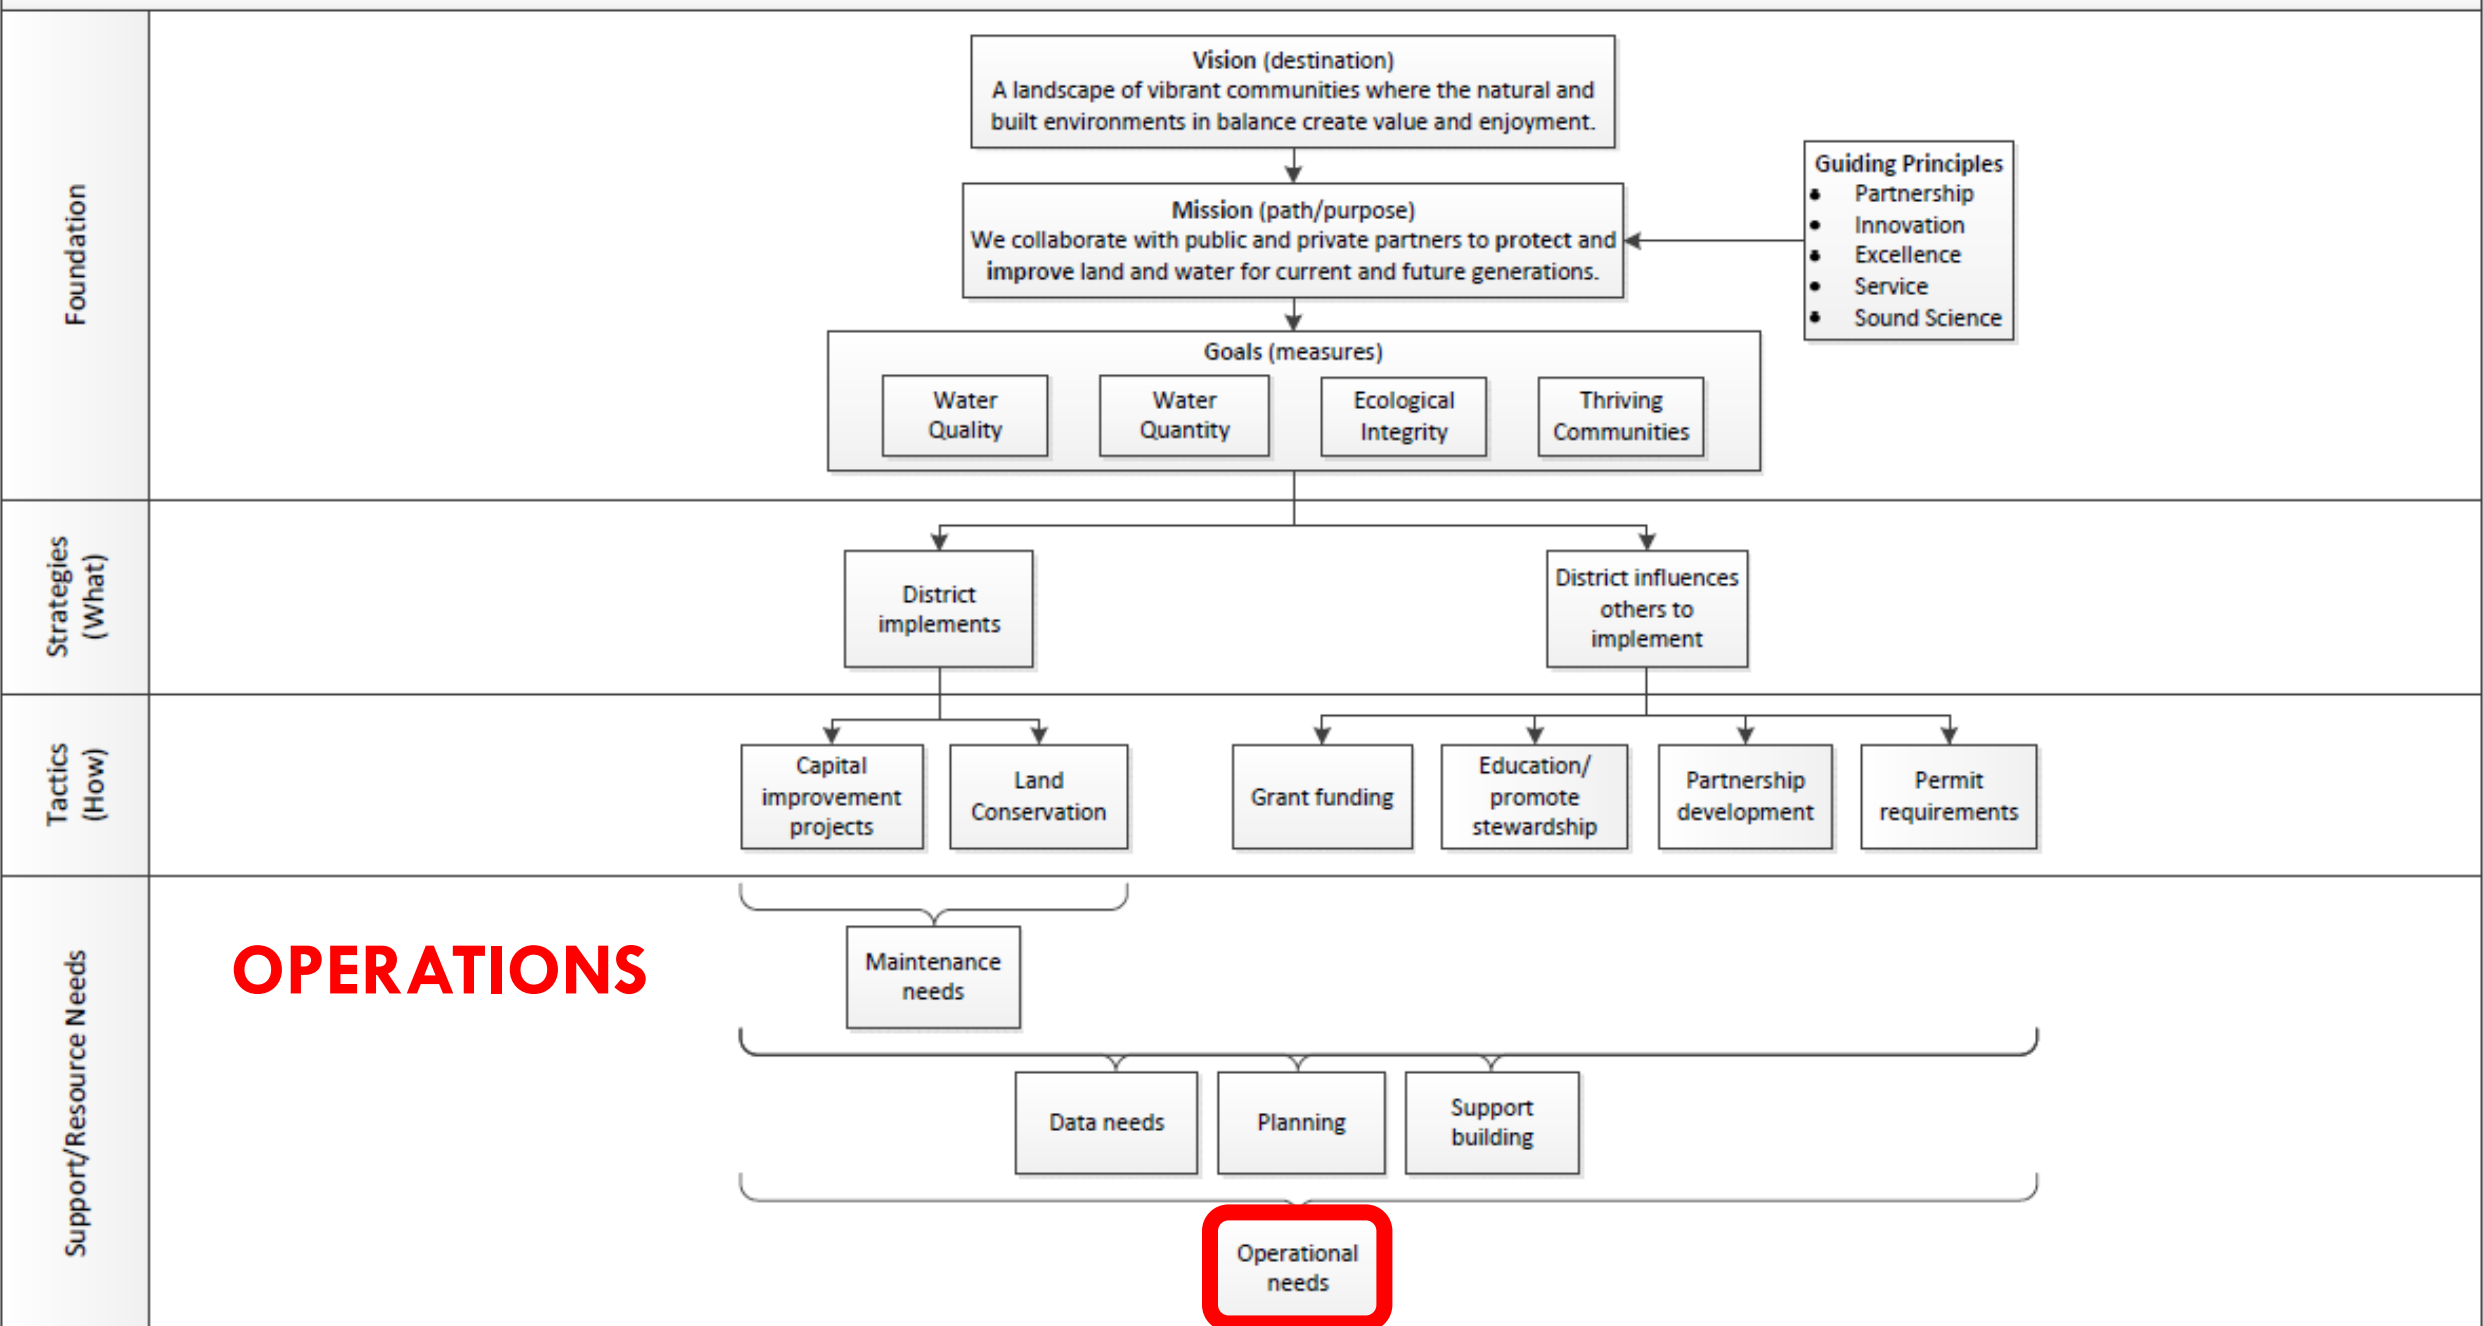 Foundation
Vision (destination)
A landscape of vibrant communities where the natural and
built environments in balance create value and enjoyment.
Mission (path/purpose)
We collaborate with public and private partners to protect and
improve land and water for current and future generations.
Guiding Principles
• Partnership
• Innovation
• Excellence
• Service
• Sound Science
Goals (measures)
Water
Quality
Water
Quantity
Ecological
Integrity
Thriving
Communities
Strategies
(What)
District
implements
District influences
others to
implement
Tactics
(How)
Capital
improvement
projects
Land
Conservation
Grant funding
Education/
promote
stewardship
Partnership
development
Permit
requirements
Support/Resource Needs
OPERATIONS
Maintenance
needs
Data needs
Planning
Support
building
Operational
needs